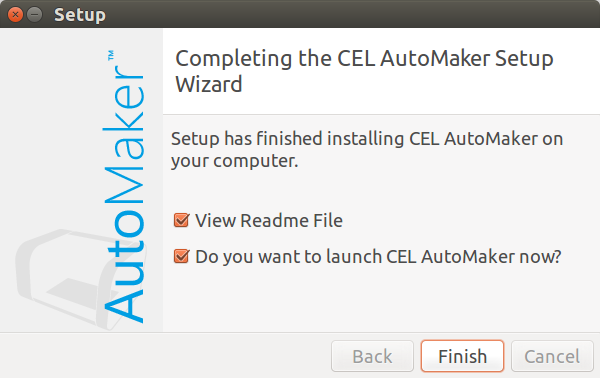 Setup
AutoMaker™
Completing the CEL AutoMaker Setup
Wizard
Setup has finished installing CEL AutoMaker on
your computer.
View Readme File
Do you want to launch CEL AutoMaker now?
Back
Finish
Cancel